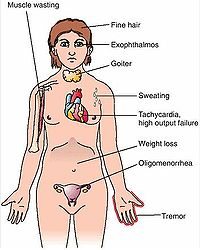 Muscle wasting
Fine hair
Exophthalmos
Goiter
Sweating
Tachycardia,
high output failure
Weight loss
Oligomenorrhea
Tremor